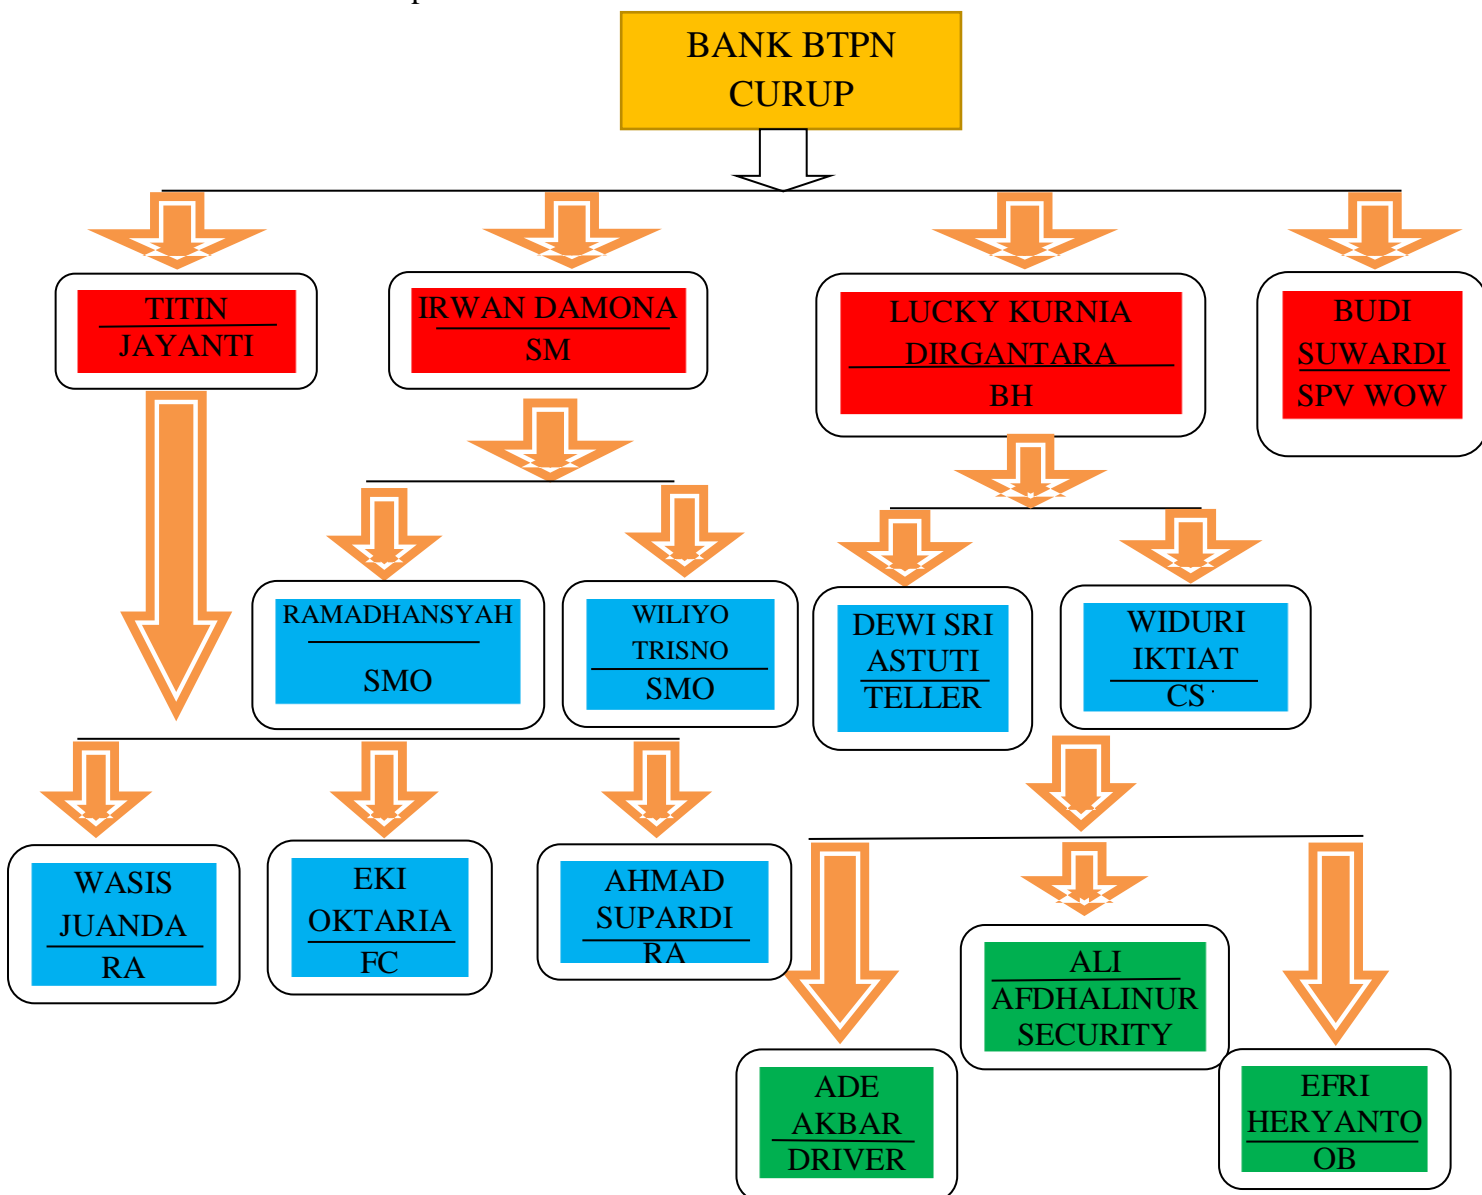 BANK BTPN
CURUP
TITIN
JAYANTI
IRWAN DAMONA
SM
LUCKY KURNIA
DIRGANTARA
BH
BUDI
SUWARDI
SPV WOW
RAMADHANSYAH
SMO
WILIYO
TRISNO
SMO
DEWI SRI
ASTUTI
TELLER
WIDURI
IKTIAT
CS
WASIS
JUANDA
RA
EKI
OKTARIA
FC
AHMAD
SUPARDI
RA
ALI
AFDHALINUR
SECURITY
ADE
AKBAR
DRIVER
EFRI
HERYANTO
OB